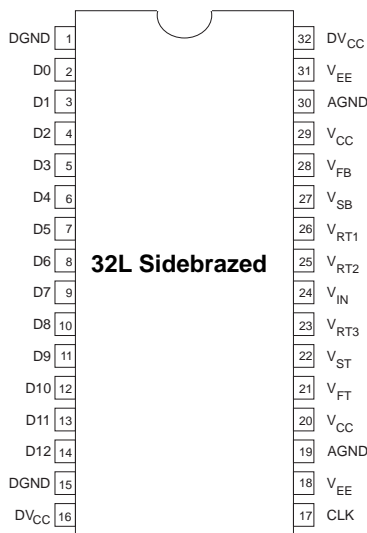 DGND 1 32 DVCC
D0 2 31 VEE
D1 3 30 AGND
D2 4 29 VCC
D3 5 28 VFB
D4 6 27 VSB
D5 7 26 VRT1
D6 8 32L Sidebrazed 25 VRT2
D7 9 24 VIN
D8 10 23 VRT3
D9 11 22 VST
D10 12 21 VFT
D11 13 20 VCC
D12 14 19 AGND
DGND 15 18 VEE
DVCC 16 17 CLK